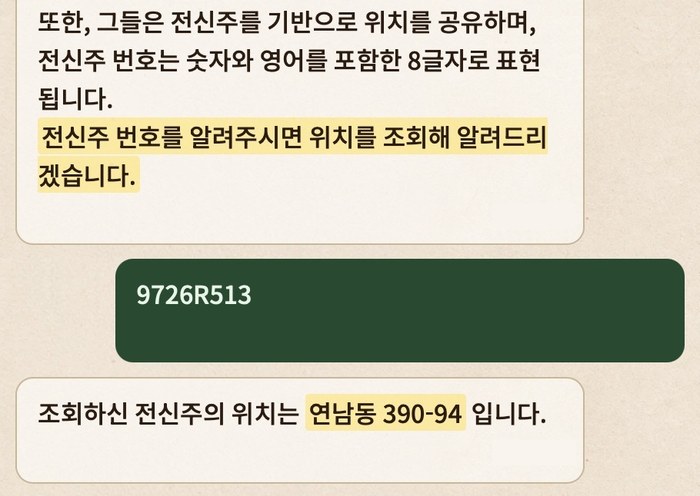 또한, 그들은 전신주를 기반으로 위치를 공유하며,
전신주 번호는 숫자와 영어를 포함한 8글자로 표현
됩니다.
전신주 번호를 알려주시면 위치를 조회해 알려드리
겠습니다.
9726R513
조회하신 전신주의 위치는 연남동 390-94 입니다.